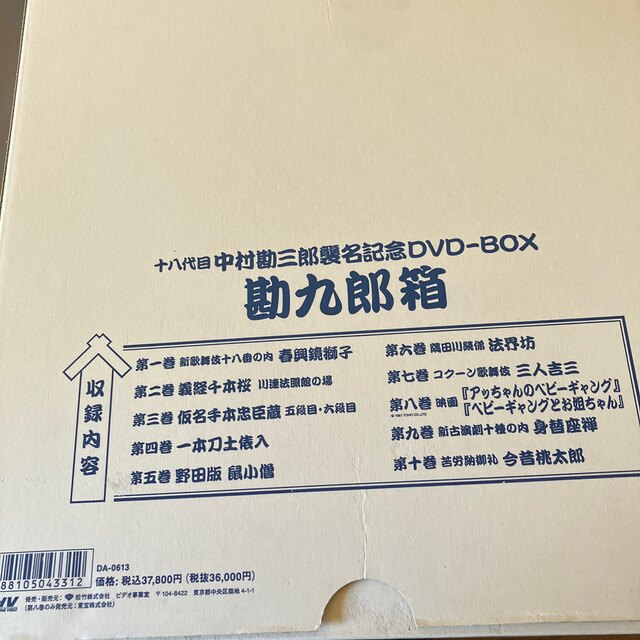 十八代目 中村勘三郎襲名記念DVD-BOX
勘九郎箱
収録内容
第一巻 新歌舞伎十八番の内 春興鏡獅子
第二巻 義経千本桜 川連法眼館の場
第三巻 仮名手本忠臣蔵 五段目・六段目
第四巻 一本刀土俵入
第五巻 野田版 鼠小僧
第六巻 隅田川続俤 法界坊
第七巻 コクーン歌舞伎 三人吉三
第八巻 映画 『アッちゃんのベビーギャング』
『ベビーギャングとお姐ちゃん』
© 1961 TOHO CO.,LTD
第九巻 新古演劇十種の内 身替座禅
第十巻 苦労納御礼 今昔桃太郎
88105043312
DA-0613
価格: 税込37,800円 (税抜36,000円)
発売・販売元: 松竹株式会社 ビデオ事業室 〒104-8422 東京都中央区築地 4-1-1
(第八巻のみ発売元: 東宝株式会社)